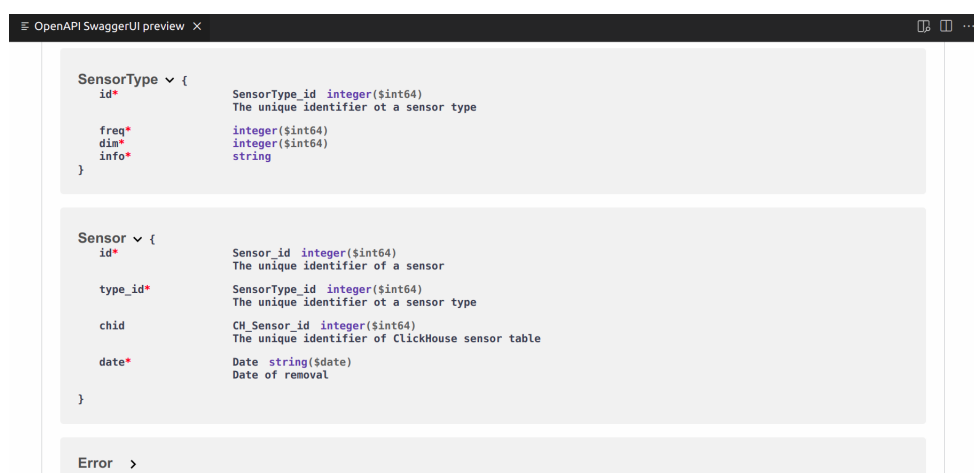 OpenAPI SwaggerUI preview
SensorType {
id* SensorType_id integer($int64)
The unique identifier ot a sensor type
freq* integer($int64)
dim* integer($int64)
info* string
}
Sensor {
id* Sensor_id integer($int64)
The unique identifier of a sensor
type_id* SensorType_id integer($int64)
The unique identifier ot a sensor type
chid CH_Sensor_id integer($int64)
The unique identifier of ClickHouse sensor table
date* Date string($date)
Date of removal
}
Error